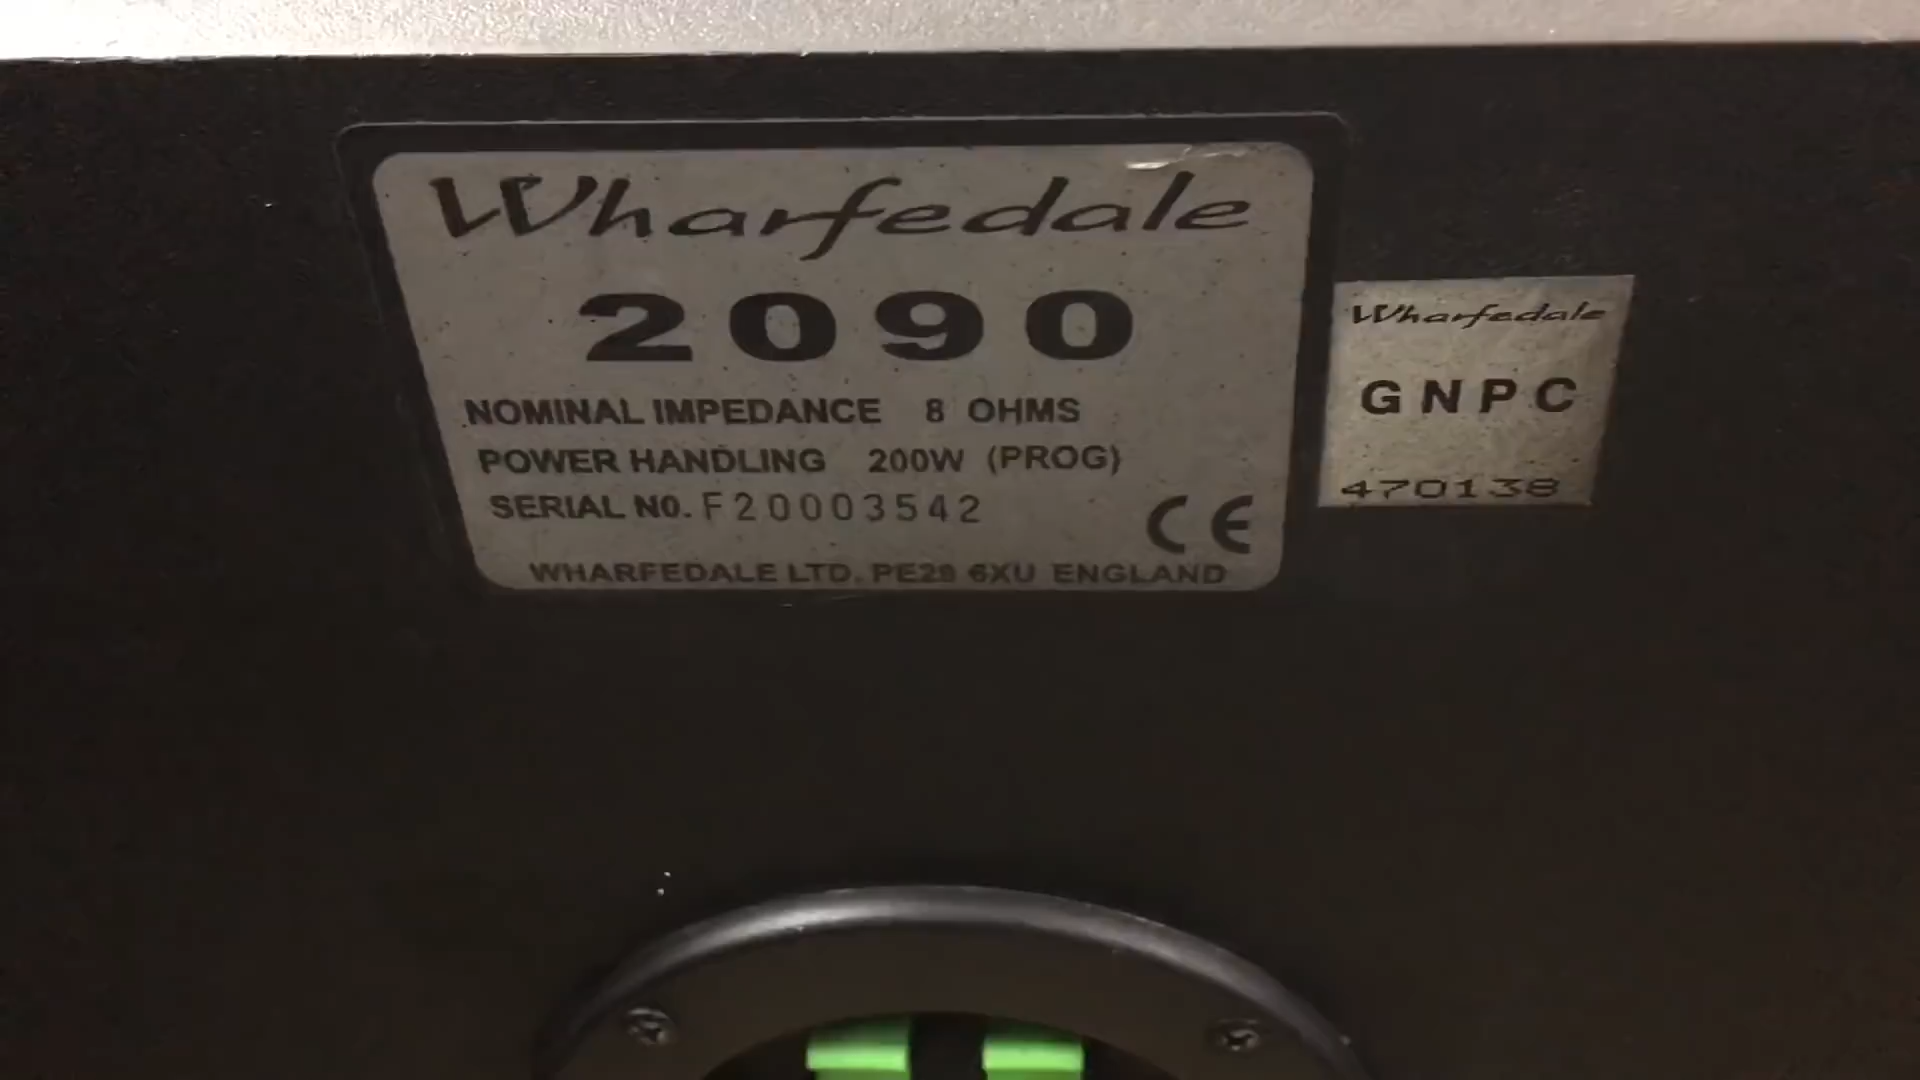 Wharfedale
2090
NOMINAL IMPEDANCE 8 OHMS
POWER HANDLING 200W (PROG)
SERIAL NO. F20003542
CE
WHARFEDALE LTD. PE29 6XU ENGLAND
Wharfedale
GNPC
470138